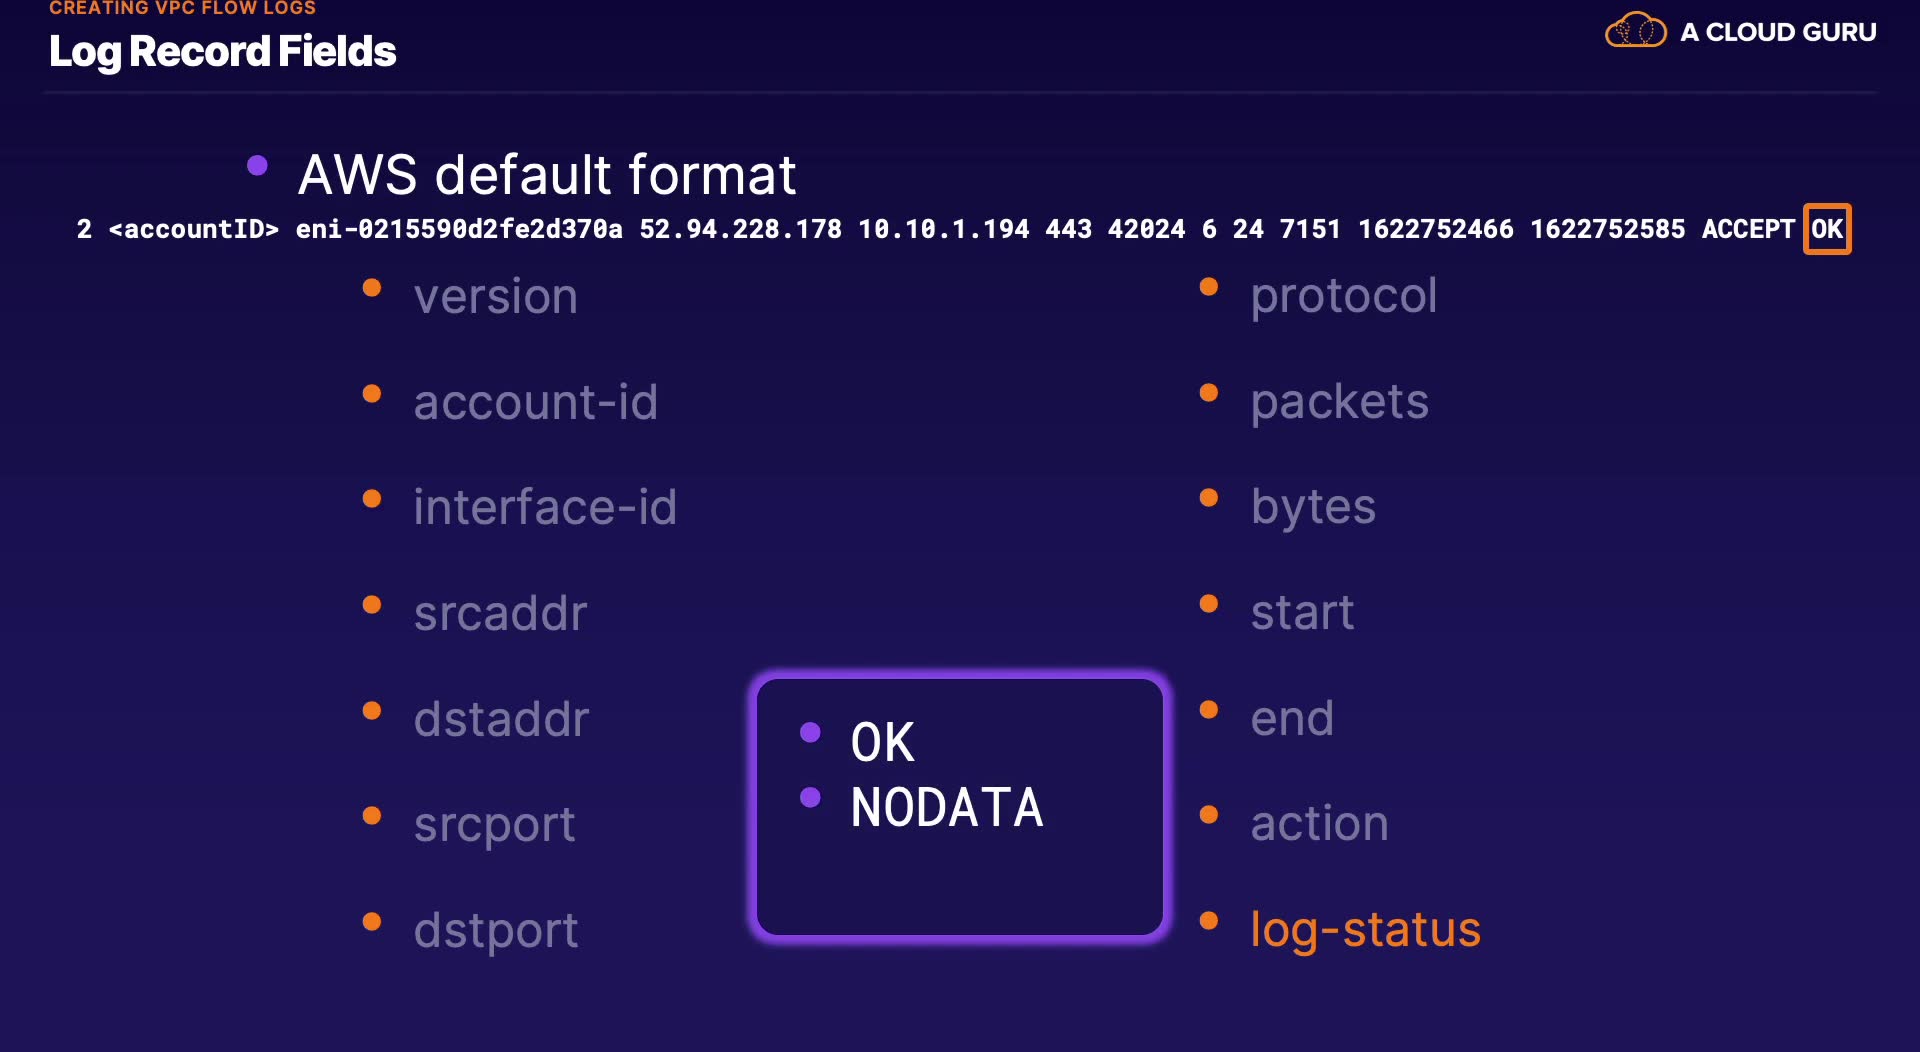 CREATING VPC FLOW LOGS
Log Record Fields
A CLOUD GURU
AWS default format
2 <accountID> eni-0215590d2fe2d370a 52.94.228.178 10.10.1.194 443 42024 6 24 7151 1622752466 1622752585 ACCEPT OK
version
account-id
interface-id
srcaddr
dstaddr
srcport
dstport
OK
NODATA
protocol
packets
bytes
start
end
action
log-status